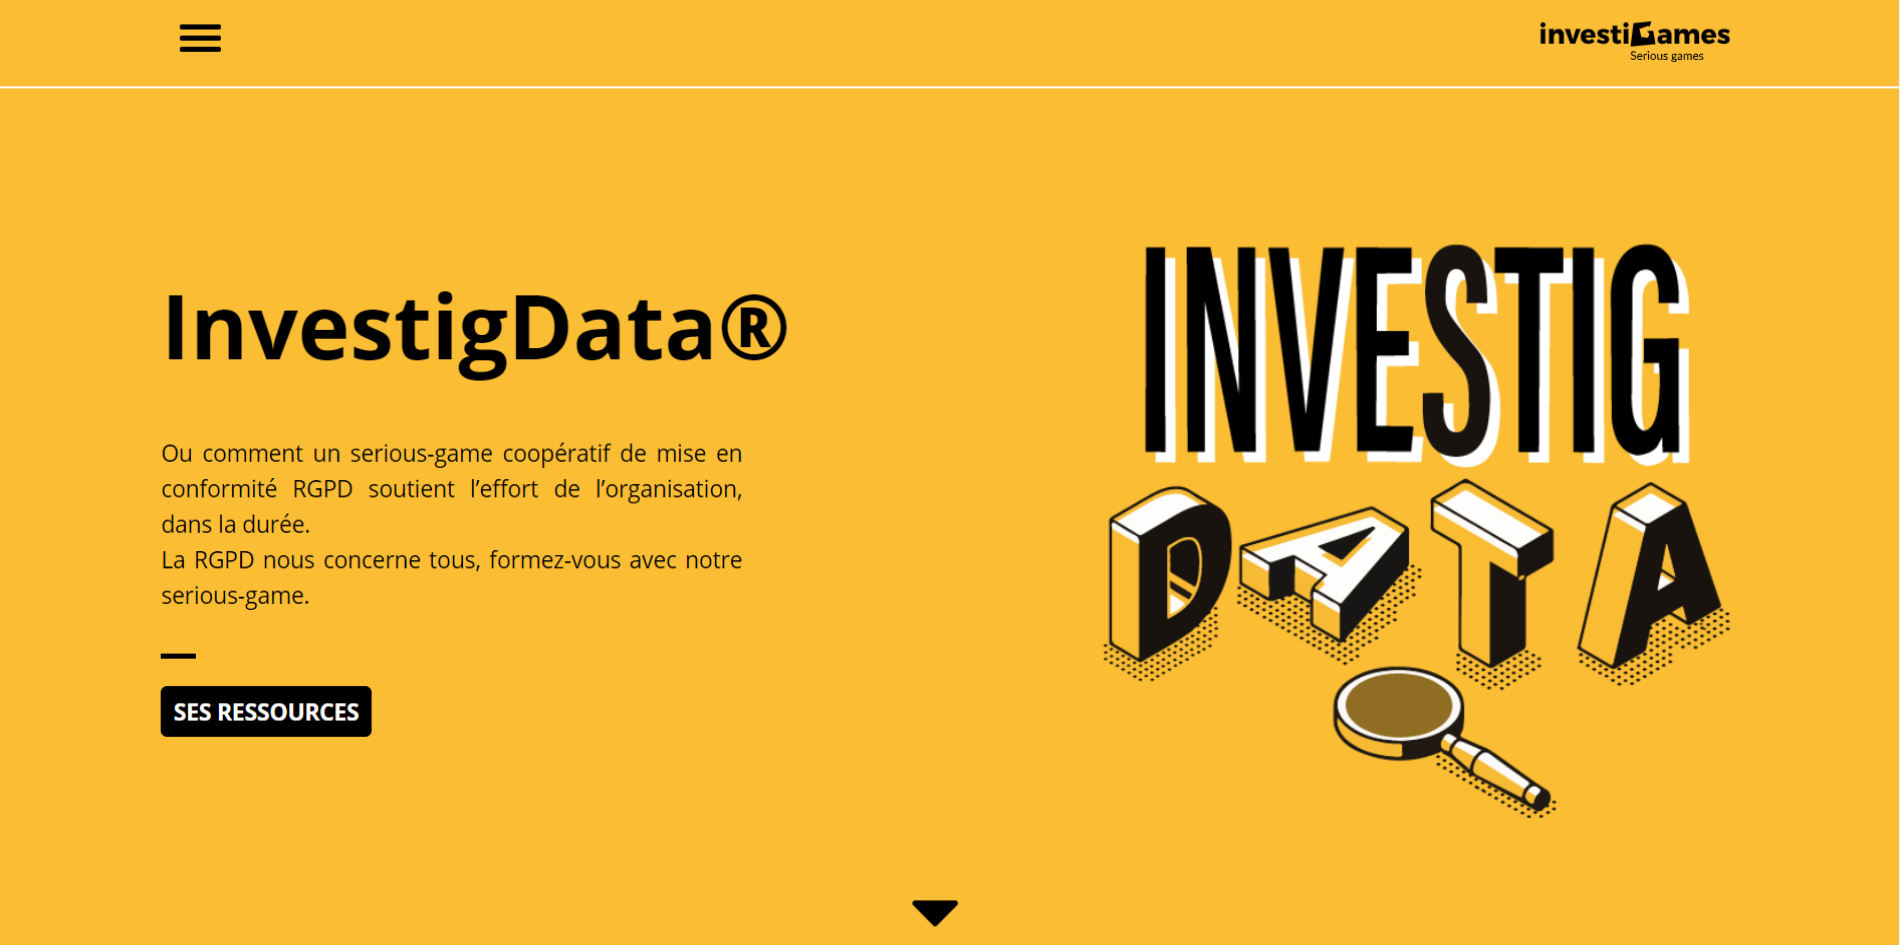 investiGames
Serious games
InvestigData®
Ou comment un serious-game coopératif de mise en
conformité RGPD soutient l’effort de l’organisation,
dans la durée.
La RGPD nous concerne tous, formez-vous avec notre
serious-game.
SES RESSOURCES
INVESTIG
DATA